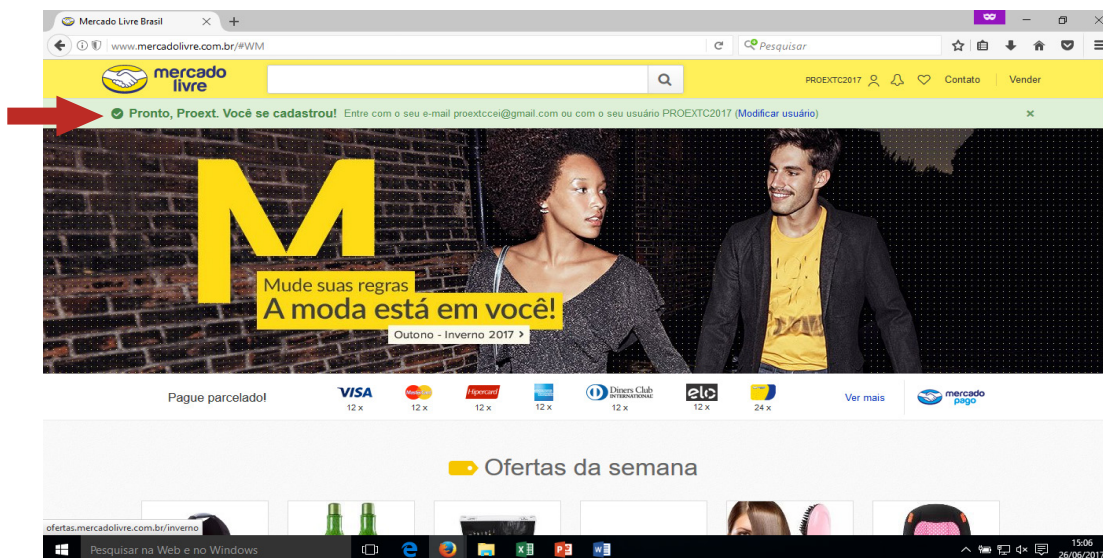 Mercado Livre Brasil
www.mercadolivre.com.br/#WM
Pesquisar
mercado
livre
PROEXTC2017
Contato
Vender
Pronto, Proext. Você se cadastrou! Entre com o seu e-mail proextccei@gmail.com ou com o seu usuário PROEXTC2017 (Modificar usuário)
M
Mude suas regras
A moda está em você!
Outono - Inverno 2017 >
Pague parcelado!
VISA
12 x
MasterCard
12 x
Hipercard
12 x
12 x
Diners Club
INTERNATIONAL
12 x
elo
12 x
24 x
Ver mais
mercado
pago
Ofertas da semana
ofertas.mercadolivre.com.br/inverno
Pesquisar na Web e no Windows
15:06
26/06/2017